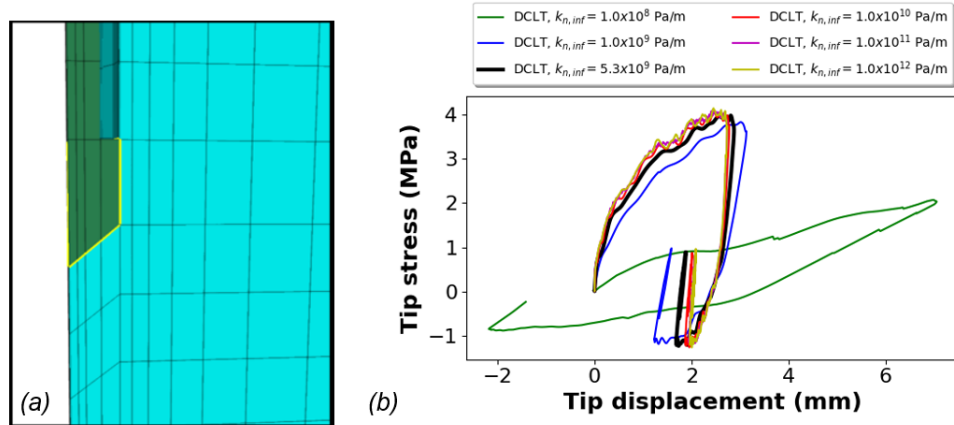 DCLT, k_{n,inf} = 1.0x10^8 Pa/m
DCLT, k_{n,inf} = 1.0x10^9 Pa/m
DCLT, k_{n,inf} = 5.3x10^9 Pa/m
DCLT, k_{n,inf} = 1.0x10^10 Pa/m
DCLT, k_{n,inf} = 1.0x10^11 Pa/m
DCLT, k_{n,inf} = 1.0x10^12 Pa/m
Tip stress (MPa)
4
3
2
1
0
−1
−2
0
2
4
6
Tip displacement (mm)
(a)
(b)